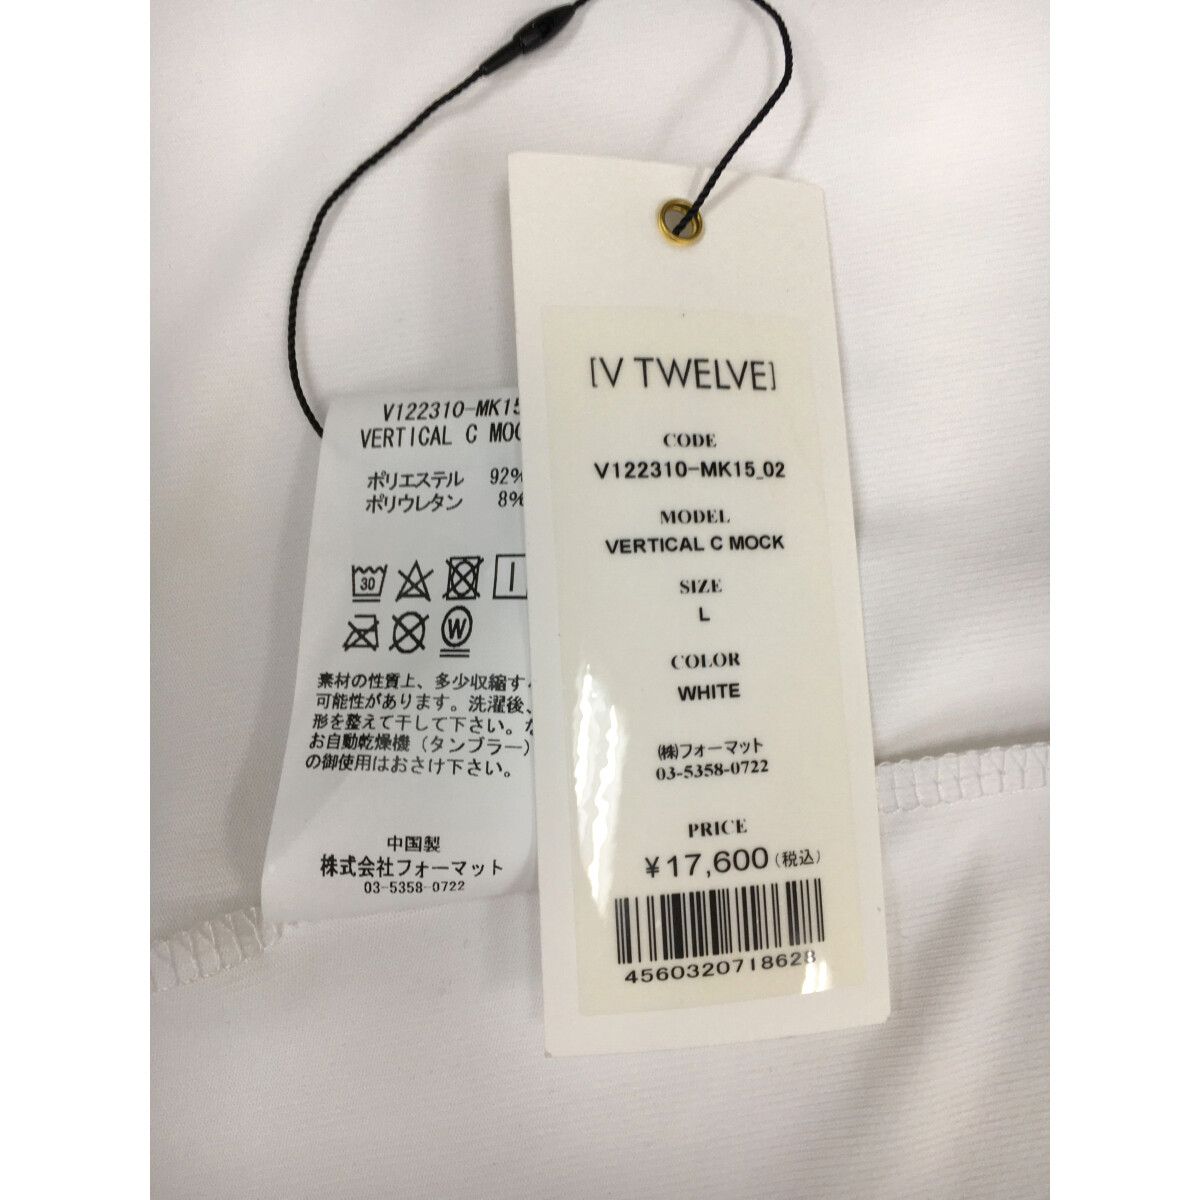 V122310-MK15
VERTICAL C MOC
ポリエステル 92%
ポリウレタン 8%
30
W
素材の性質上、多少収縮す
可能性があります。洗濯後、
形を整えて干して下さい。な
お自動乾燥機（タンブラー）
の御使用はおさけ下さい。
中国製
株式会社フォーマット
03-5358-0722
[V TWELVE]
CODE
V122310-MK15_02
MODEL
VERTICAL C MOCK
SIZE
L
COLOR
WHITE
㈱フォーマット
03-5358-0722
PRICE
¥17,600（税込）
4560320718628